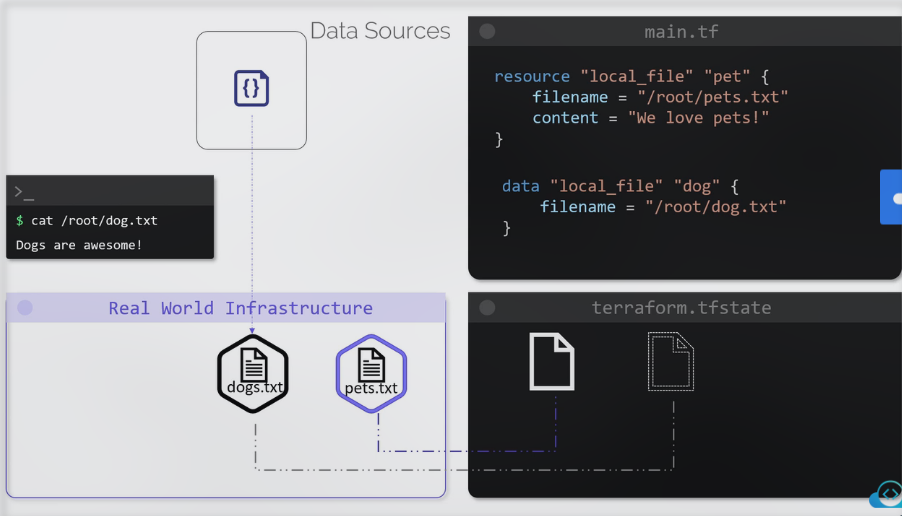 Data Sources
{}
>_
$ cat /root/dog.txt
Dogs are awesome!
main.tf
resource "local_file" "pet" {
    filename = "/root/pets.txt"
    content = "We love pets!"
}
data "local_file" "dog" {
    filename = "/root/dog.txt"
}
Real World Infrastructure
dogs.txt
pets.txt
terraform.tfstate